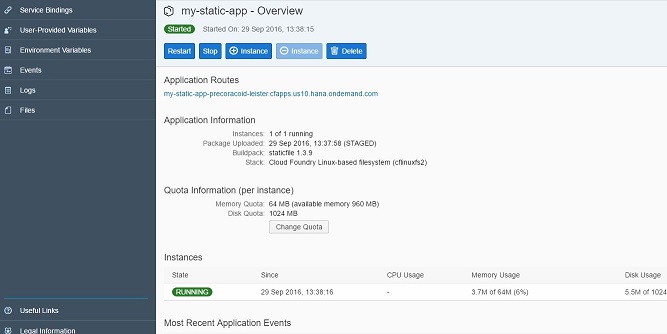 Service Bindings
User-Provided Variables
Environment Variables
Events
Logs
Files
Useful Links
Legal Information
my-static-app - Overview
Started Started On: 29 Sep 2016, 13:38:15
Restart Stop Instance Instance Delete
Application Routes
my-static-app-precoracoid-leister.cfapps.us10.hana.ondemand.com
Application Information
Instances: 1 of 1 running
Package Uploaded: 29 Sep 2016, 13:37:58 (STAGED)
Buildpack: staticfile 1.3.9
Stack: Cloud Foundry Linux-based filesystem (cflinuxfs2)
Quota Information (per instance)
Memory Quota: 64 MB (available memory 960 MB)
Disk Quota: 1024 MB
Change Quota
Instances
State Since CPU Usage Memory Usage Disk Usage
RUNNING 29 Sep 2016, 13:38:16 - 3.7M of 64M (6%) 5.5M of 1024
Most Recent Application Events